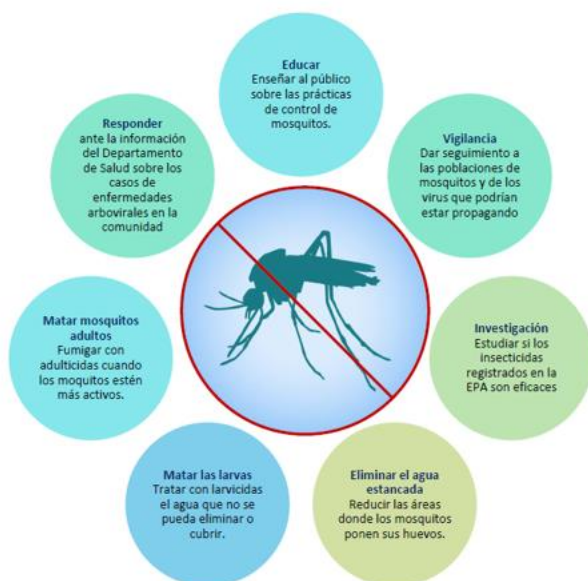 Educar
Enseñar al público
sobre las prácticas
de control de
mosquitos.
Vigilancia
Dar seguimiento a
las poblaciones de
mosquitos y de los
virus que podrían
estar propagando
Investigación
Estudiar si los
insecticidas
registrados en la
EPA son eficaces
Eliminar el agua
estancada
Reducir las áreas
donde los mosquitos
ponen sus huevos.
Matar las larvas
Tratar con larvicidas
el agua que no se
pueda eliminar o
cubrir.
Matar mosquitos
adultos
Fumigar con
adulticidas cuando
los moquitos estén
más activos.
Responder
ante la información
del Departamento
de Salud sobre los
casos de
enfermedades
arbovirales en la
comunidad